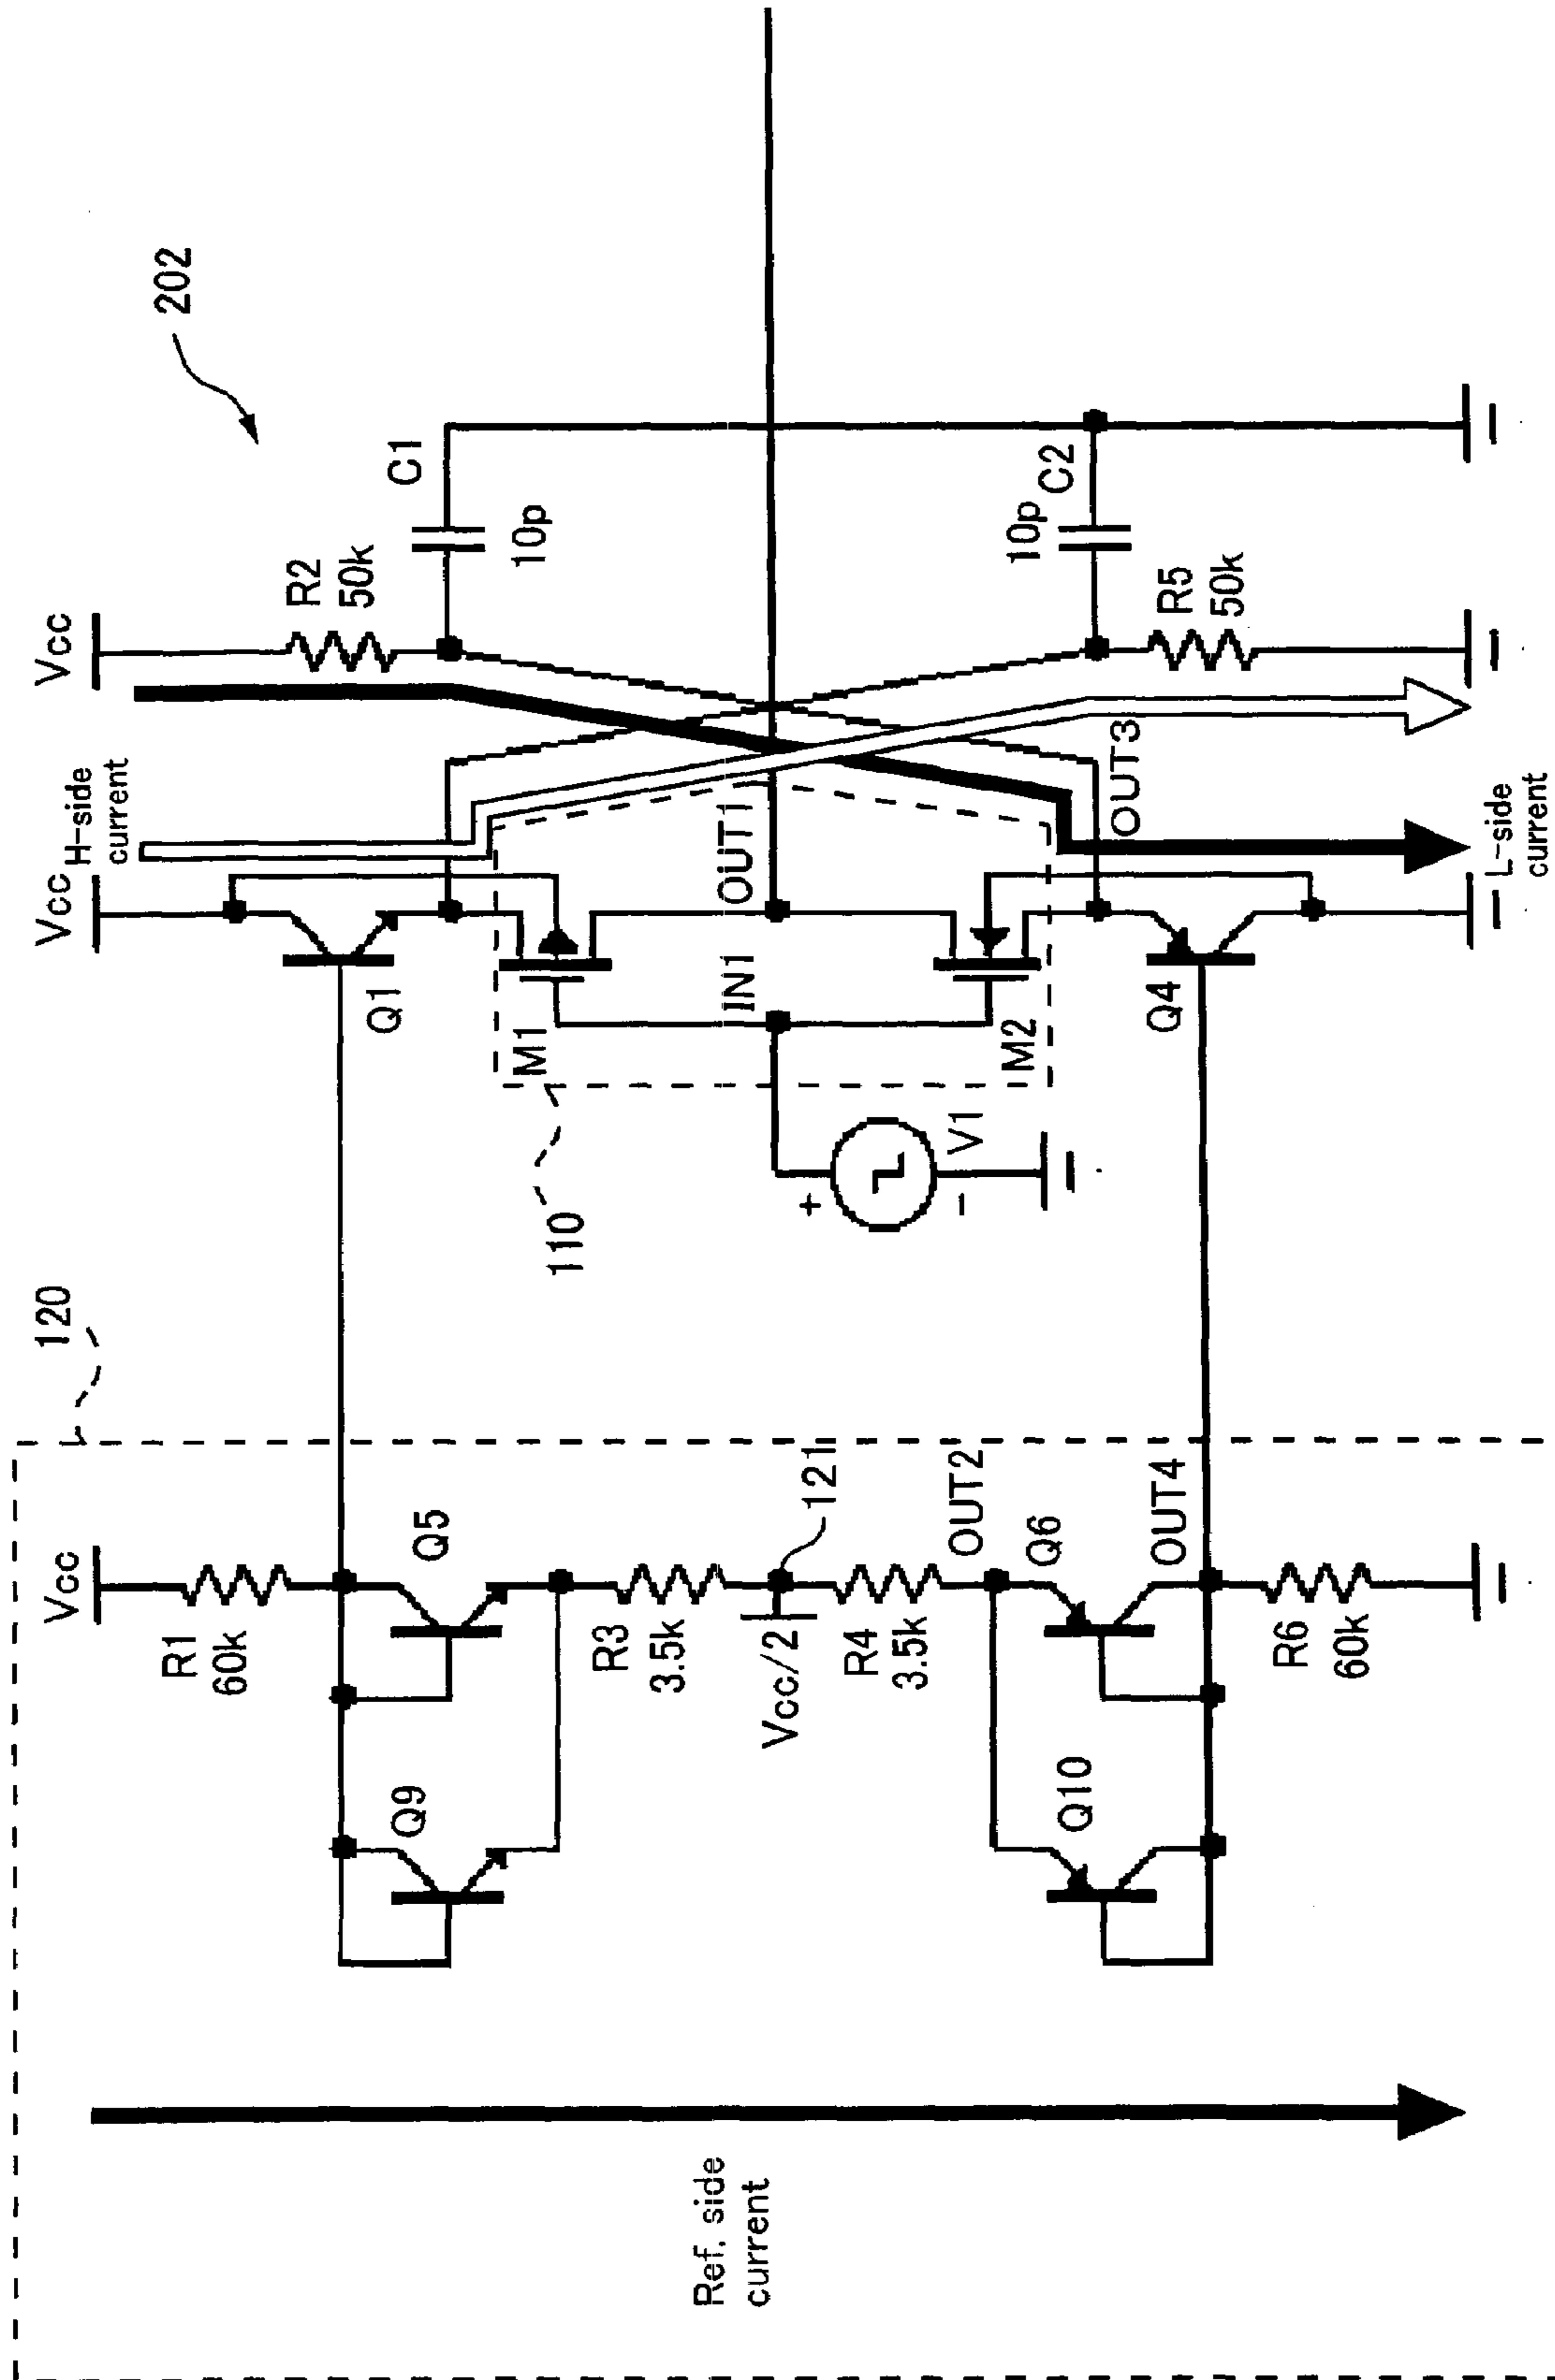 202
120
Vcc
Vcc
Vcc
H-side
current
R1
60k
Q5
Q9
Q1
R2
50k
C1
10p
110
M1
IN1
OUT1
M2
V1
+
-
R3
3.5k
121
Vcc/2
R4
3.5k
OUT2
Q6
Q10
OUT4
R6
60k
Q4
OUT3
10p
C2
R5
50k
L-side
current
Ref. side
current